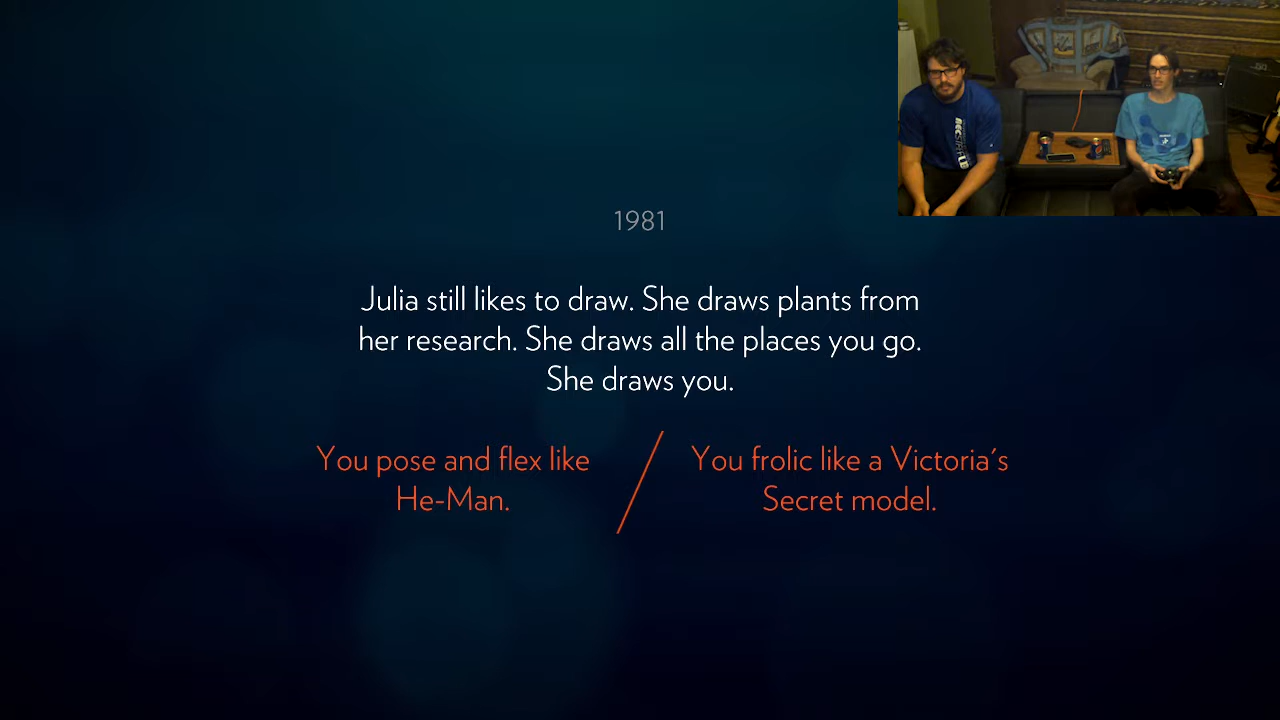 1981
Julia still likes to draw. She draws plants from
her research. She draws all the places you go.
She draws you.
You pose and flex like
He-Man.
You frolic like a Victoria's
Secret model.